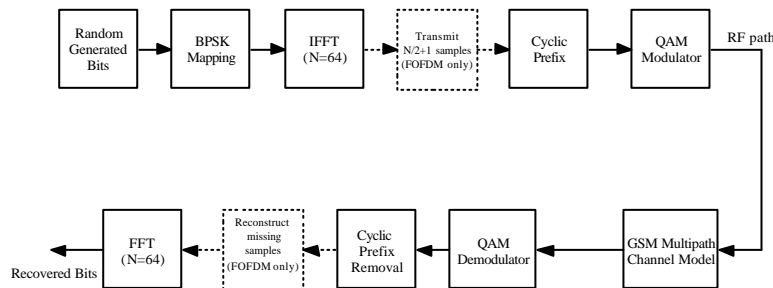 Random
Generated
Bits
BPSK
Mapping
IFFT
(N=64)
Transmit
N/2+1 samples
(FOFDM only)
Cyclic
Prefix
QAM
Modulator
RF path
GSM Multipath
Channel Model
QAM
Demodulator
Cyclic
Prefix
Removal
Reconstruct
missing
samples
(FOFDM only)
FFT
(N=64)
Recovered Bits